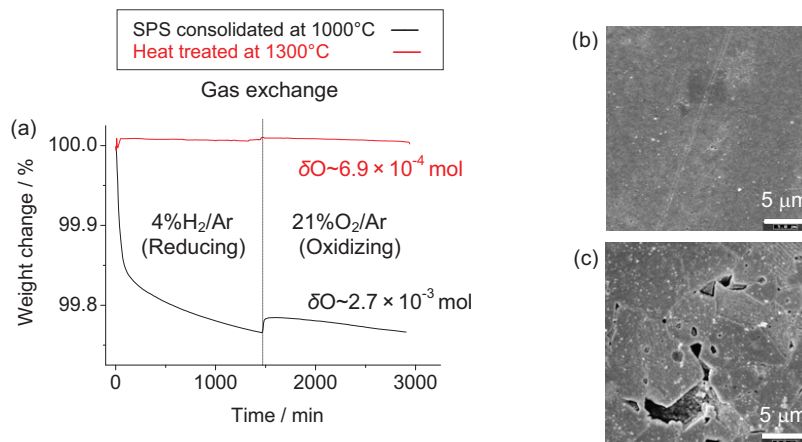 SPS consolidated at 1000°C
Heat treated at 1300°C
Gas exchange
(a)
100.0
99.9
99.8
Weight change / %
δO~6.9 × 10⁻⁴ mol
4%H₂/Ar
(Reducing)
21%O₂/Ar
(Oxidizing)
δO~2.7 × 10⁻³ mol
0
1000
2000
3000
Time / min
(b)
5 μm
(c)
5 μm